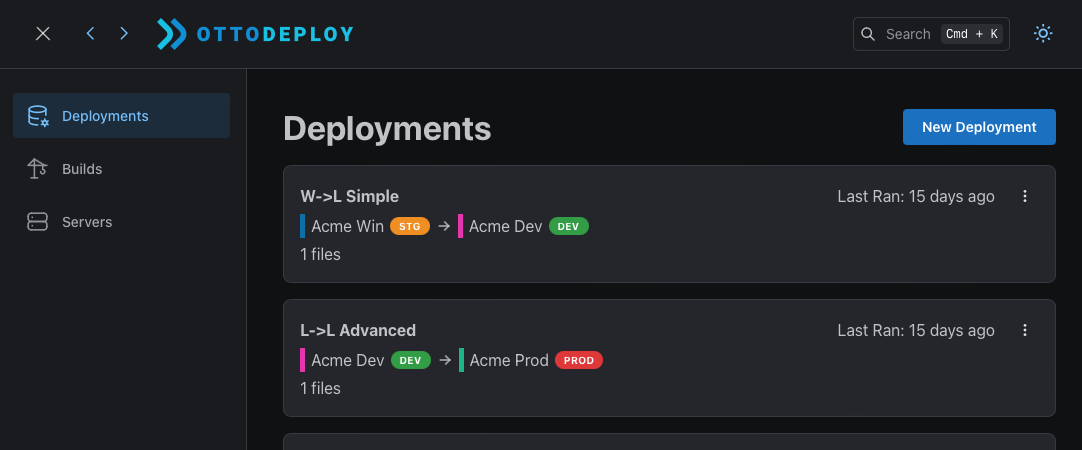 OTTODEPLOY
Search Cmd + K
Deployments
Builds
Servers
Deployments
New Deployment
W->L Simple
Last Ran: 15 days ago
Acme Win STG → Acme Dev DEV
1 files
L->L Advanced
Last Ran: 15 days ago
Acme Dev DEV → Acme Prod PROD
1 files